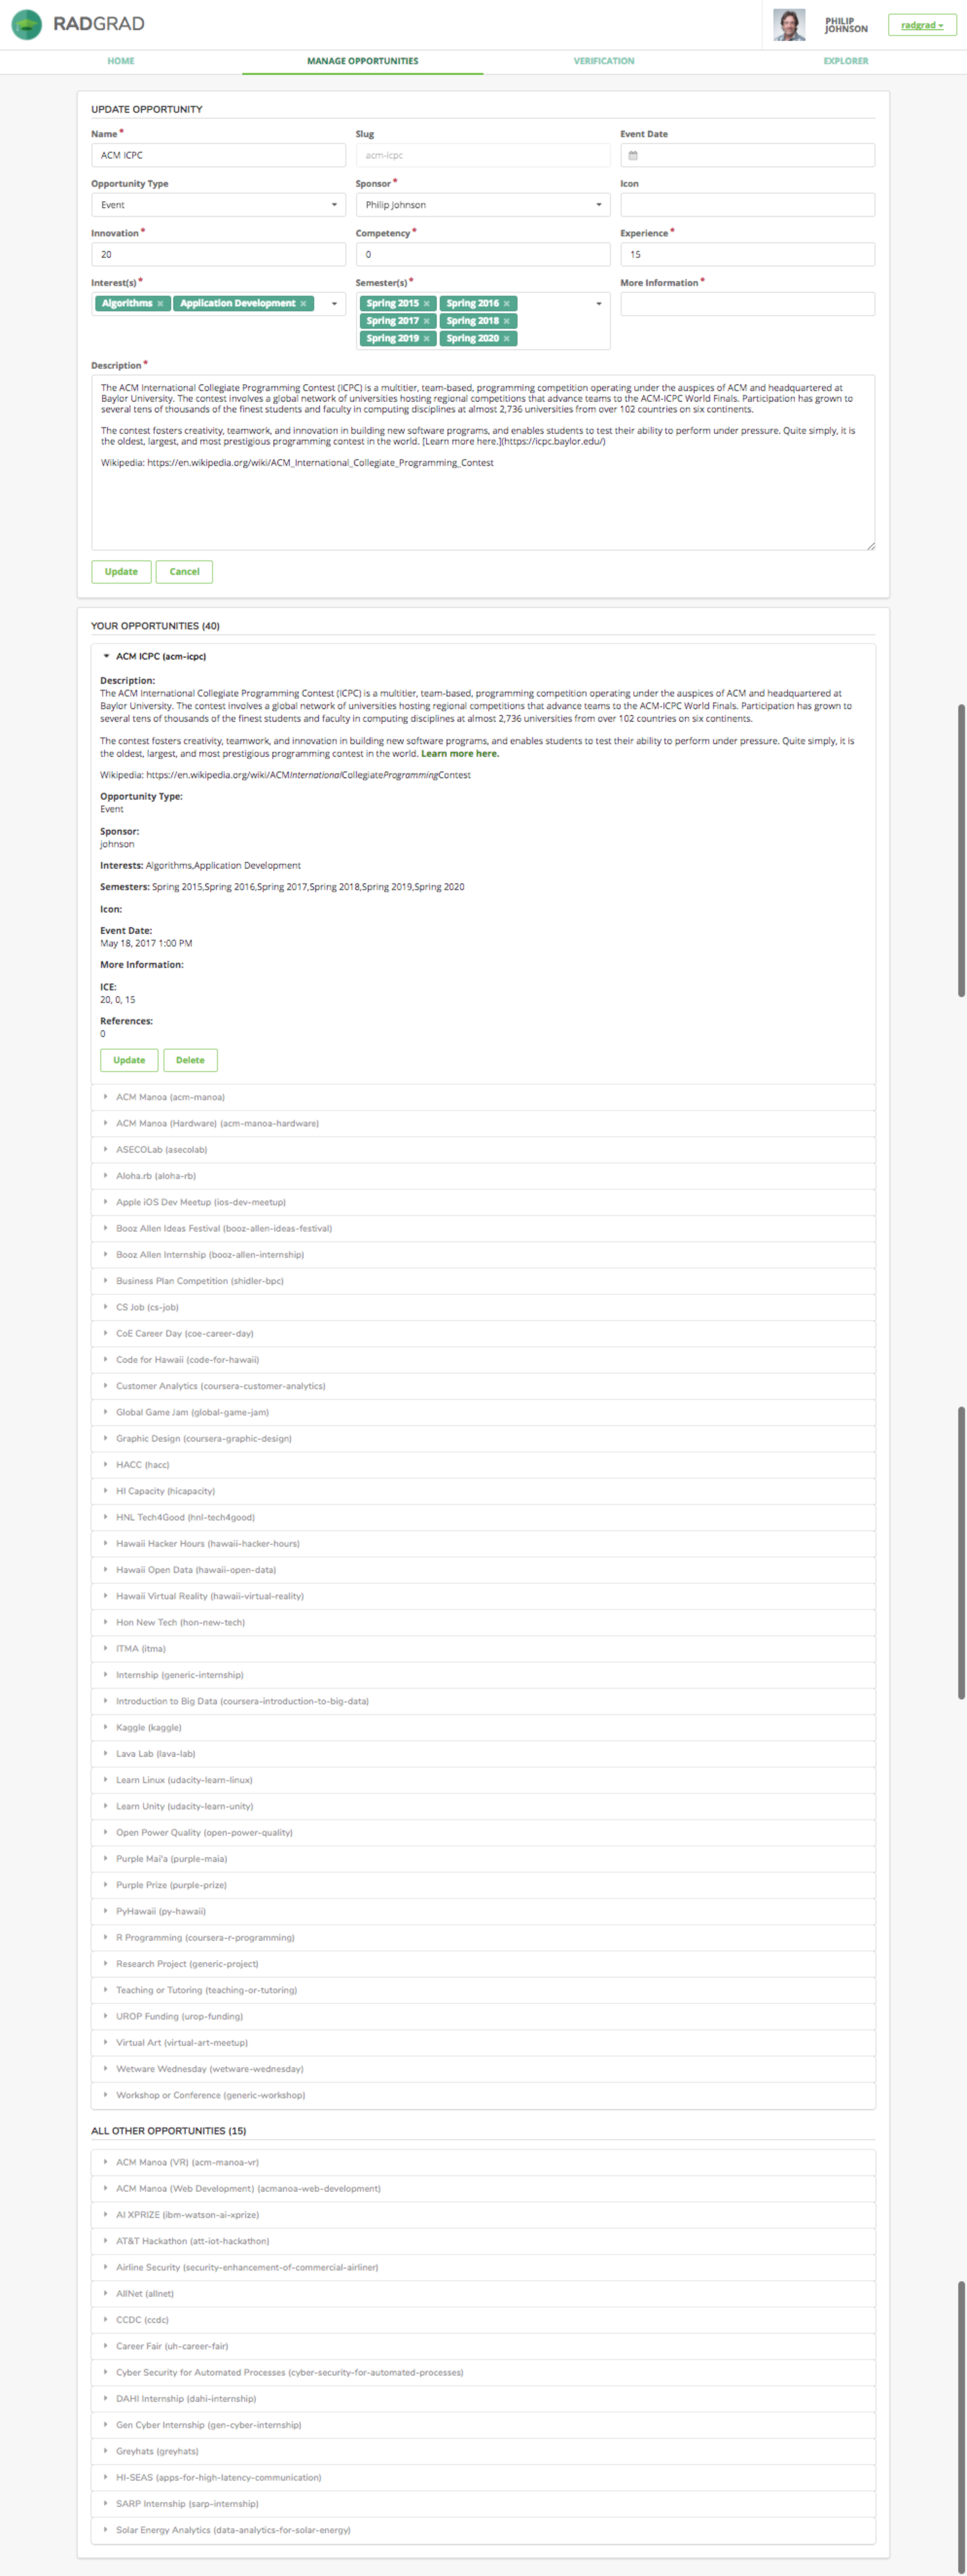 RADGRAD
PHILIP JOHNSON
radgrad
HOME MANAGE OPPORTUNITIES VERIFICATION EXPLORER
UPDATE OPPORTUNITY
Name * Slug Event Date
ACM ICPC acm-icpc
Opportunity Type Sponsor * Icon
Event Philip Johnson
Innovation * Competency * Experience *
20 0 15
Interest(s) * Semester(s) * More Information *
Algorithms × Application Development × Spring 2015 × Spring 2016 ×
Spring 2017 × Spring 2018 ×
Spring 2019 × Spring 2020 ×
Description *
The ACM International Collegiate Programming Contest (ICPC) is a multitier, team-based, programming competition operating under the auspices of ACM and headquartered at
Baylor University. The contest involves a global network of universities hosting regional competitions that advance teams to the ACM-ICPC World Finals. Participation has grown to
several tens of thousands of the finest students and faculty in computing disciplines at almost 2,736 universities from over 102 countries on six continents.
The contest fosters creativity, teamwork, and innovation in building new software programs, and enables students to test their ability to perform under pressure. Quite simply, it is
the oldest, largest, and most prestigious programming contest in the world. [Learn more here.](https://icpc.baylor.edu/)
Wikipedia: https://en.wikipedia.org/wiki/ACM_International_Collegiate_Programming_Contest
Update Cancel
YOUR OPPORTUNITIES (40)
ACM ICPC (acm-icpc)
Description:
The ACM International Collegiate Programming Contest (ICPC) is a multitier, team-based, programming competition operating under the auspices of ACM and headquartered at
Baylor University. The contest involves a global network of universities hosting regional competitions that advance teams to the ACM-ICPC World Finals. Participation has grown to
several tens of thousands of the finest students and faculty in computing disciplines at almost 2,736 universities from over 102 countries on six continents.
The contest fosters creativity, teamwork, and innovation in building new software programs, and enables students to test their ability to perform under pressure. Quite simply, it is
the oldest, largest, and most prestigious programming contest in the world. Learn more here.
Wikipedia: https://en.wikipedia.org/wiki/ACMInternationalCollegiateProgrammingContest
Opportunity Type:
Event
Sponsor:
johnson
Interests: Algorithms,Application Development
Semesters: Spring 2015,Spring 2016,Spring 2017,Spring 2018,Spring 2019,Spring 2020
Icon:
Event Date:
May 18, 2017 1:00 PM
More Information:
ICE:
20, 0, 15
References:
0
Update Delete
ACM Manoa (acm-manoa)
ACM Manoa (Hardware) (acm-manoa-hardware)
ASECOLab (asecolab)
Aloha.rb (aloha-rb)
Apple iOS Dev Meetup (ios-dev-meetup)
Booz Allen Ideas Festival (booz-allen-ideas-festival)
Booz Allen Internship (booz-allen-internship)
Business Plan Competition (shidler-bpc)
CS Job (cs-job)
CoE Career Day (coe-career-day)
Code for Hawaii (code-for-hawaii)
Customer Analytics (coursera-customer-analytics)
Global Game Jam (global-game-jam)
Graphic Design (coursera-graphic-design)
HACC (hacc)
HI Capacity (hicapacity)
HNL Tech4Good (hnl-tech4good)
Hawaii Hacker Hours (hawaii-hacker-hours)
Hawaii Open Data (hawaii-open-data)
Hawaii Virtual Reality (hawaii-virtual-reality)
Hon New Tech (hon-new-tech)
ITMA (itma)
Internship (generic-internship)
Introduction to Big Data (coursera-introduction-to-big-data)
Kaggle (kaggle)
Lava Lab (lava-lab)
Learn Linux (udacity-learn-linux)
Learn Unity (udacity-learn-unity)
Open Power Quality (open-power-quality)
Purple Mai'a (purple-maia)
Purple Prize (purple-prize)
PyHawaii (py-hawaii)
R Programming (coursera-r-programming)
Research Project (generic-project)
Teaching or Tutoring (teaching-or-tutoring)
UROP Funding (urop-funding)
Virtual Art (virtual-art-meetup)
Wetware Wednesday (wetware-wednesday)
Workshop or Conference (generic-workshop)
ALL OTHER OPPORTUNITIES (15)
ACM Manoa (VR) (acm-manoa-vr)
ACM Manoa (Web Development) (acmanoa-web-development)
AI XPRIZE (ibm-watson-ai-xprize)
AT&T Hackathon (att-iot-hackathon)
Airline Security (security-enhancement-of-commercial-airliner)
AllNet (allnet)
CCDC (ccdc)
Career Fair (uh-career-fair)
Cyber Security for Automated Processes (cyber-security-for-automated-processes)
DAHI Internship (dahi-internship)
Gen Cyber Internship (gen-cyber-internship)
Greyhats (greyhats)
HI-SEAS (apps-for-high-latency-communication)
SARP Internship (sarp-internship)
Solar Energy Analytics (data-analytics-for-solar-energy)